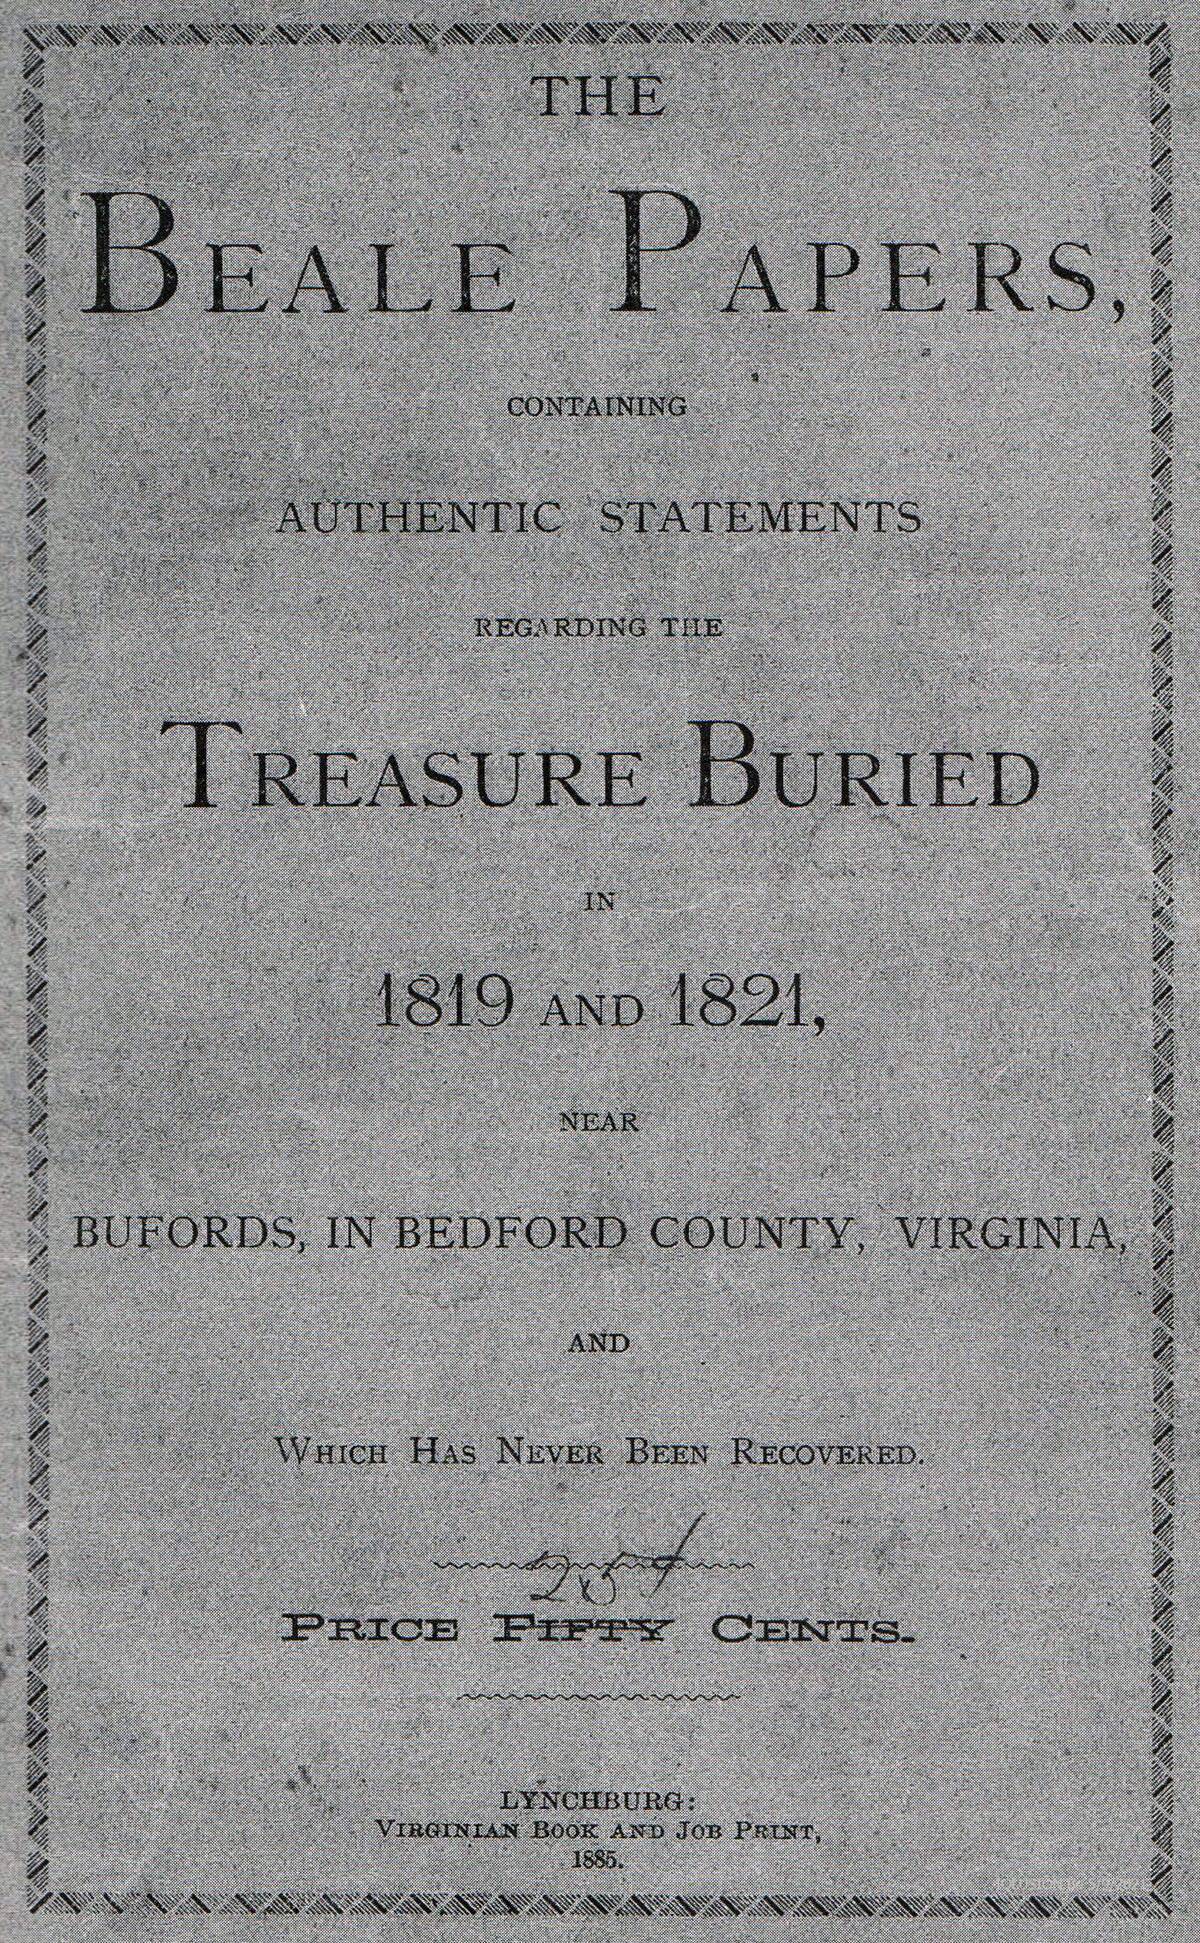 THE
BEALE PAPERS,
CONTAINING
AUTHENTIC STATEMENTS
REGARDING THE
TREASURE BURIED
IN
1819 AND 1821,
NEAR
BUFORDS, IN BEDFORD COUNTY, VIRGINIA,
AND
WHICH HAS NEVER BEEN RECOVERED.
25¢
PRICE FIFTY CENTS.
LYNCHBURG:
VIRGINIAN BOOK AND JOB PRINT,
1885.